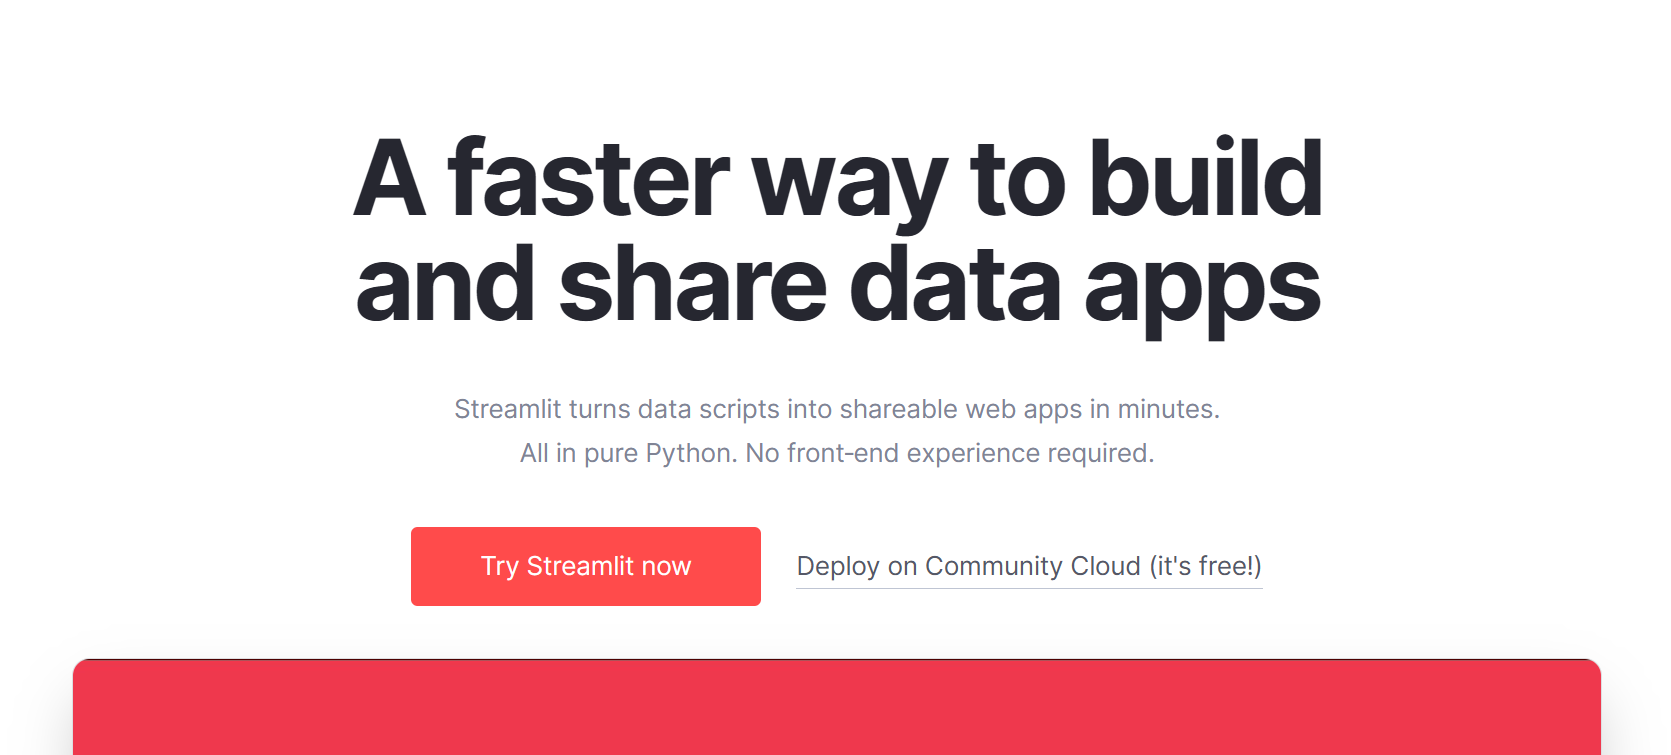 A faster way to build
and share data apps
Streamlit turns data scripts into shareable web apps in minutes.
All in pure Python. No front-end experience required.
Try Streamlit now
Deploy on Community Cloud (it's free!)